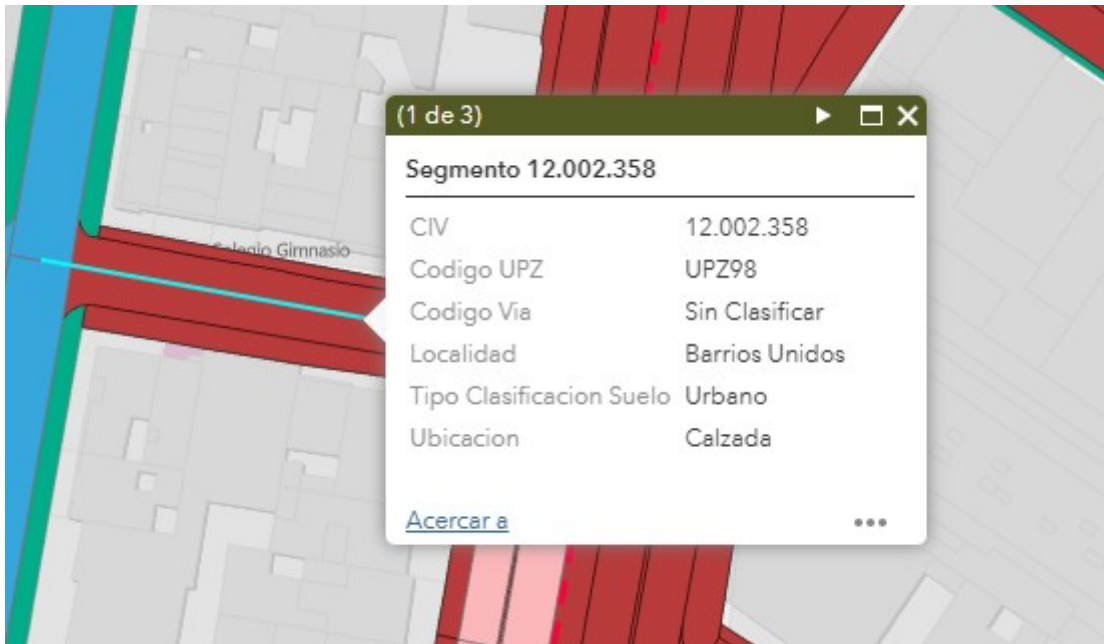 (1 de 3)
Segmento 12.002.358
CIV 12.002.358
Codigo UPZ UPZ98
Codigo Via Sin Clasificar
Localidad Barrios Unidos
Tipo Clasificacion Suelo Urbano
Ubicacion Calzada
Acercar a
Colegio Gimnasio